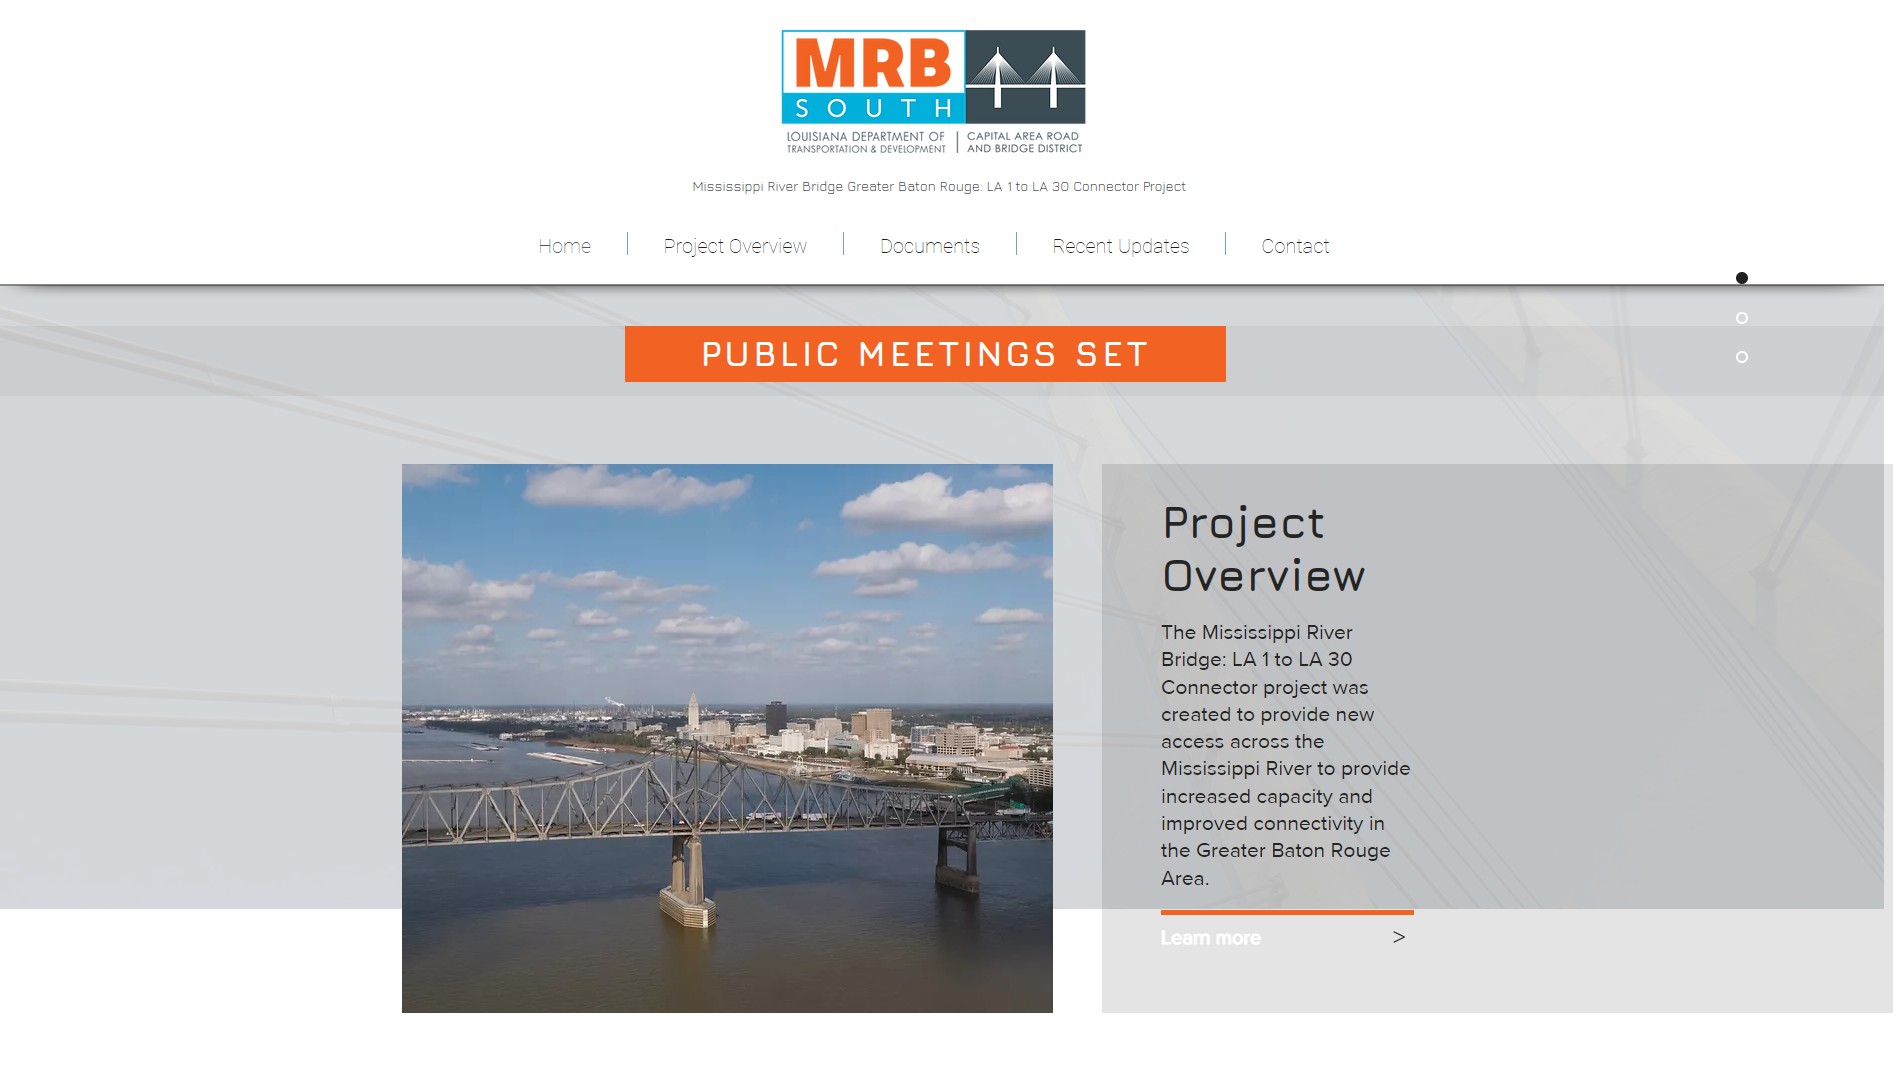 MRB
SOUTH
LOUISIANA DEPARTMENT OF
TRANSPORTATION & DEVELOPMENT
CAPITAL AREA ROAD
AND BRIDGE DISTRICT
Mississippi River Bridge Greater Baton Rouge: LA 1 to LA 30 Connector Project
Home
Project Overview
Documents
Recent Updates
Contact
PUBLIC MEETINGS SET
Project
Overview
The Mississippi River
Bridge: LA 1 to LA 30
Connector project was
created to provide new
access across the
Mississippi River to provide
increased capacity and
improved connectivity in
the Greater Baton Rouge
Area.
Learn more >